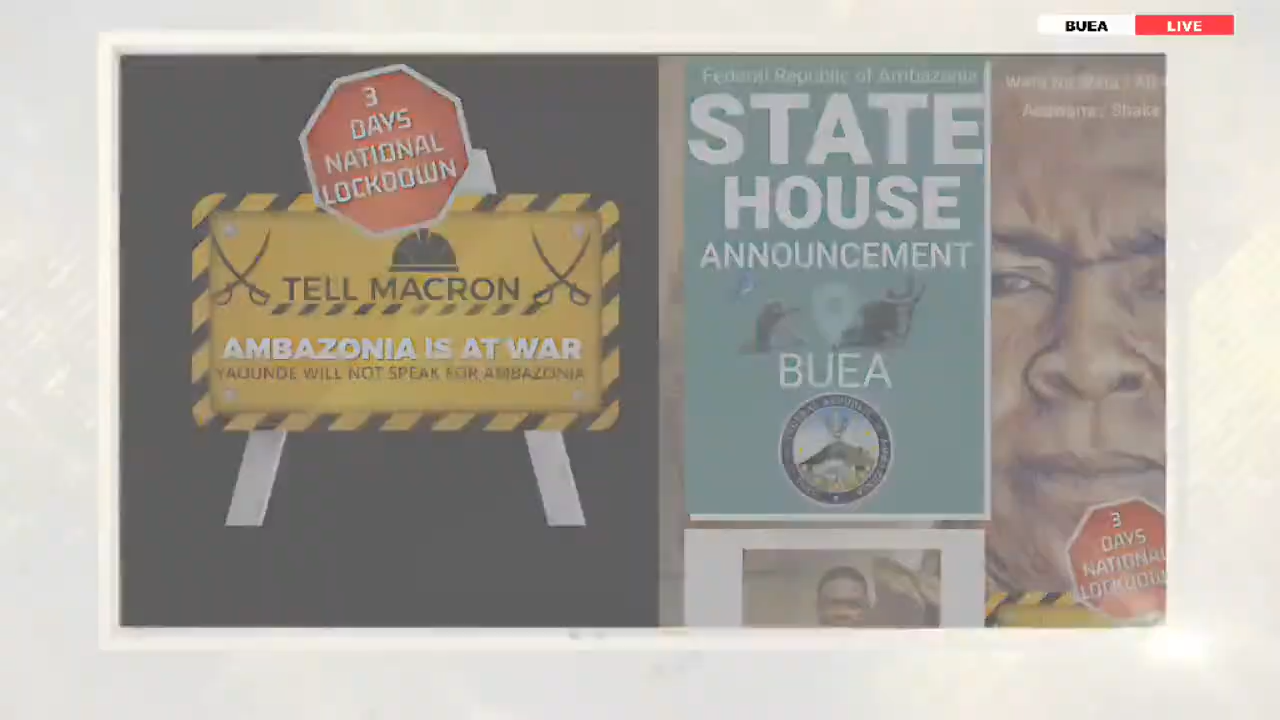 BUEA LIVE
3
DAYS
NATIONAL
LOCKDOWN
TELL MACRON
AMBAZONIA IS AT WAR
YAOUNDE WILL NOT SPEAK FOR AMBAZONIA
Federal Republic of Ambazonia
STATE
HOUSE
ANNOUNCEMENT
BUEA
Shake
3
DAYS
NATIONAL
LOCKDOWN